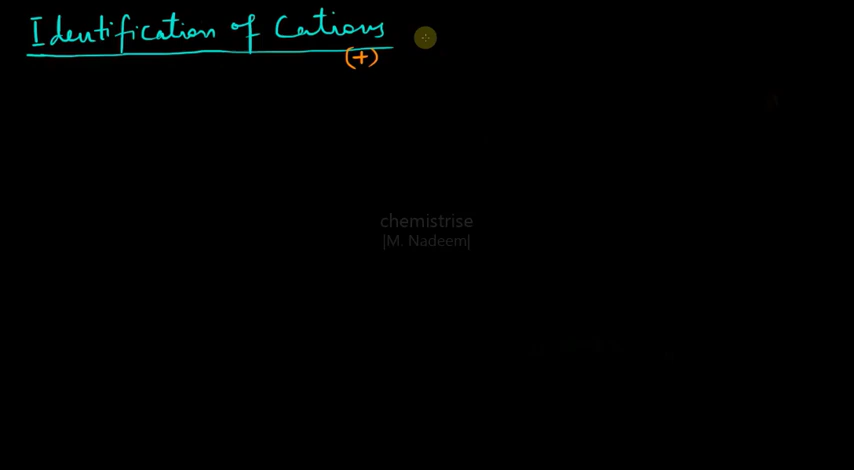 Identification of Cations
(+)
chemistrise
|M. Nadeem|